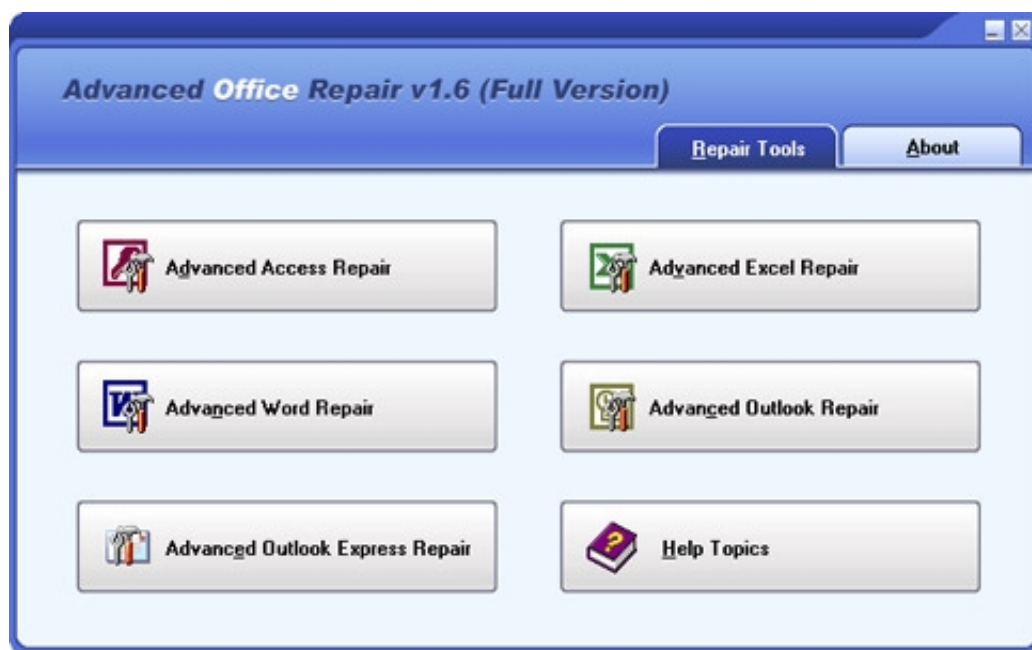 Advanced Office Repair v1.6 (Full Version)
Repair Tools
About
Advanced Access Repair
Advanced Excel Repair
Advanced Word Repair
Advanced Outlook Repair
Advanced Outlook Express Repair
Help Topics